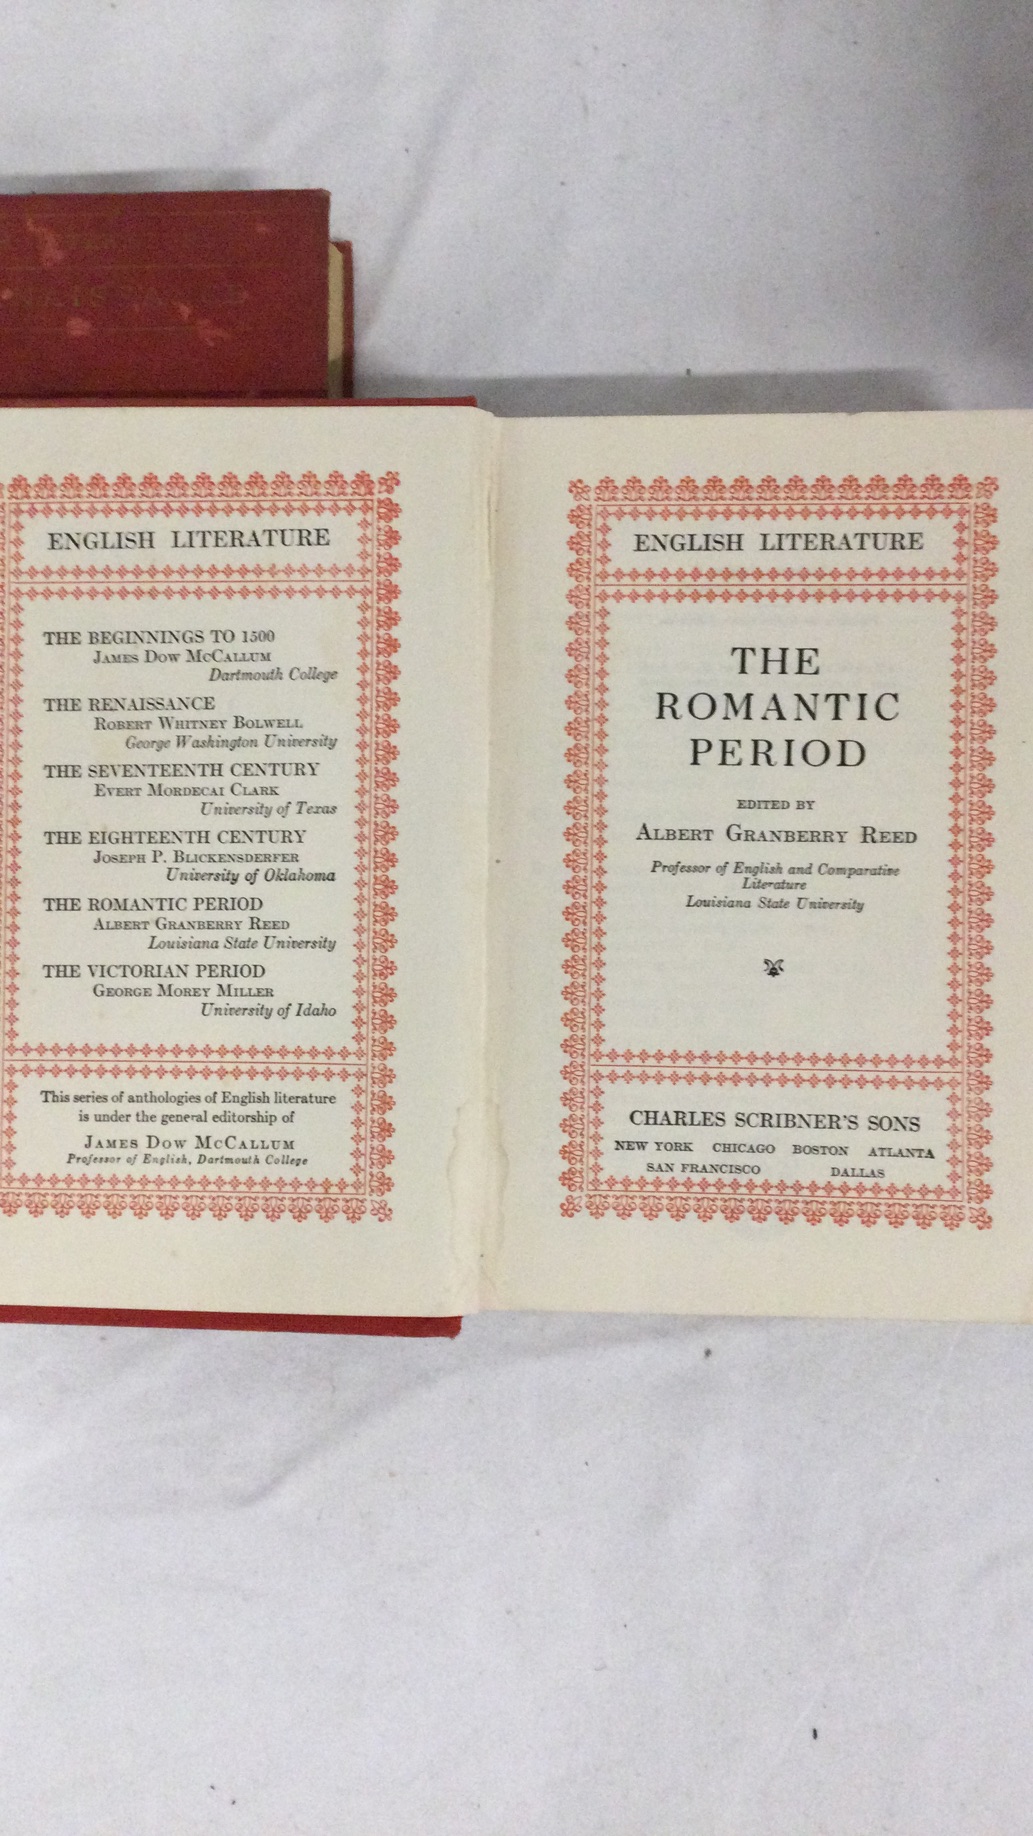 ENGLISH LITERATURE
THE BEGINNINGS TO 1500
JAMES DOW MCCALLUM
Dartmouth College
THE RENAISSANCE
ROBERT WHITNEY BOLWELL
George Washington University
THE SEVENTEENTH CENTURY
EVERT MORDECAI CLARK
University of Texas
THE EIGHTEENTH CENTURY
JOSEPH P. BLICKENSDERFER
University of Oklahoma
THE ROMANTIC PERIOD
ALBERT GRANBERRY REED
Louisiana State University
THE VICTORIAN PERIOD
GEORGE MOREY MILLER
University of Idaho
This series of anthologies of English literature
is under the general editorship of
JAMES DOW MCCALLUM
Professor of English, Dartmouth College
ENGLISH LITERATURE
THE
ROMANTIC
PERIOD
EDITED BY
ALBERT GRANBERRY REED
Professor of English and Comparative
Literature
Louisiana State University
CHARLES SCRIBNER'S SONS
NEW YORK CHICAGO BOSTON ATLANTA
SAN FRANCISCO DALLAS